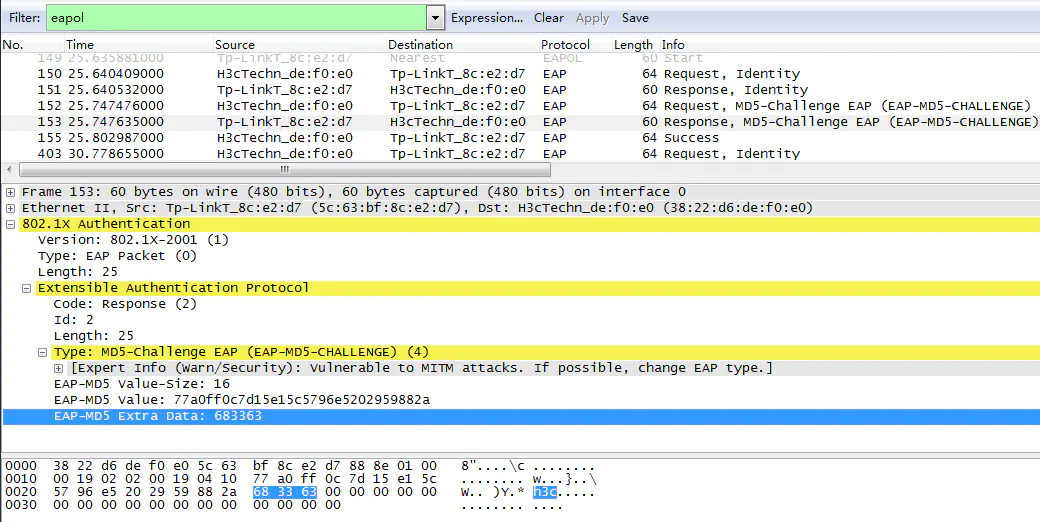 Filter: eapol Expression... Clear Apply Save
No. Time Source Destination Protocol Length Info
149 25.635881000 Tp-LinkT_8c:e2:d7 Nearest EAPOL 60 Start
150 25.640409000 H3cTechn_de:f0:e0 Tp-LinkT_8c:e2:d7 EAP 64 Request, Identity
151 25.640532000 Tp-LinkT_8c:e2:d7 H3cTechn_de:f0:e0 EAP 60 Response, Identity
152 25.747476000 H3cTechn_de:f0:e0 Tp-LinkT_8c:e2:d7 EAP 64 Request, MD5-Challenge EAP (EAP-MD5-CHALLENGE)
153 25.747635000 Tp-LinkT_8c:e2:d7 H3cTechn_de:f0:e0 EAP 60 Response, MD5-Challenge EAP (EAP-MD5-CHALLENGE)
155 25.802987000 H3cTechn_de:f0:e0 Tp-LinkT_8c:e2:d7 EAP 64 Success
403 30.778655000 H3cTechn_de:f0:e0 Tp-LinkT_8c:e2:d7 EAP 64 Request, Identity
Frame 153: 60 bytes on wire (480 bits), 60 bytes captured (480 bits) on interface 0
Ethernet II, Src: Tp-LinkT_8c:e2:d7 (5c:63:bf:8c:e2:d7), Dst: H3cTechn_de:f0:e0 (38:22:d6:de:f0:e0)
802.1X Authentication
Version: 802.1X-2001 (1)
Type: EAP Packet (0)
Length: 25
Extensible Authentication Protocol
Code: Response (2)
Id: 2
Length: 25
Type: MD5-Challenge EAP (EAP-MD5-CHALLENGE) (4)
[Expert Info (Warn/Security): Vulnerable to MITM attacks. If possible, change EAP type.]
EAP-MD5 Value-Size: 16
EAP-MD5 Value: 77a0ff0c7d15e15c5796e5202959882a
EAP-MD5 Extra Data: 683363
0000 38 22 d6 de f0 e0 5c 63 bf 8c e2 d7 88 8e 01 00 8"....\c ........
0010 00 19 02 02 00 19 04 10 77 a0 ff 0c 7d 15 e1 5c ........ w...}..\
0020 57 96 e5 20 29 59 88 2a 68 33 63 00 00 00 00 00 W.. )Y.* h3c.....
0030 00 00 00 00 00 00 00 00 00 00 00 00 ........ ....